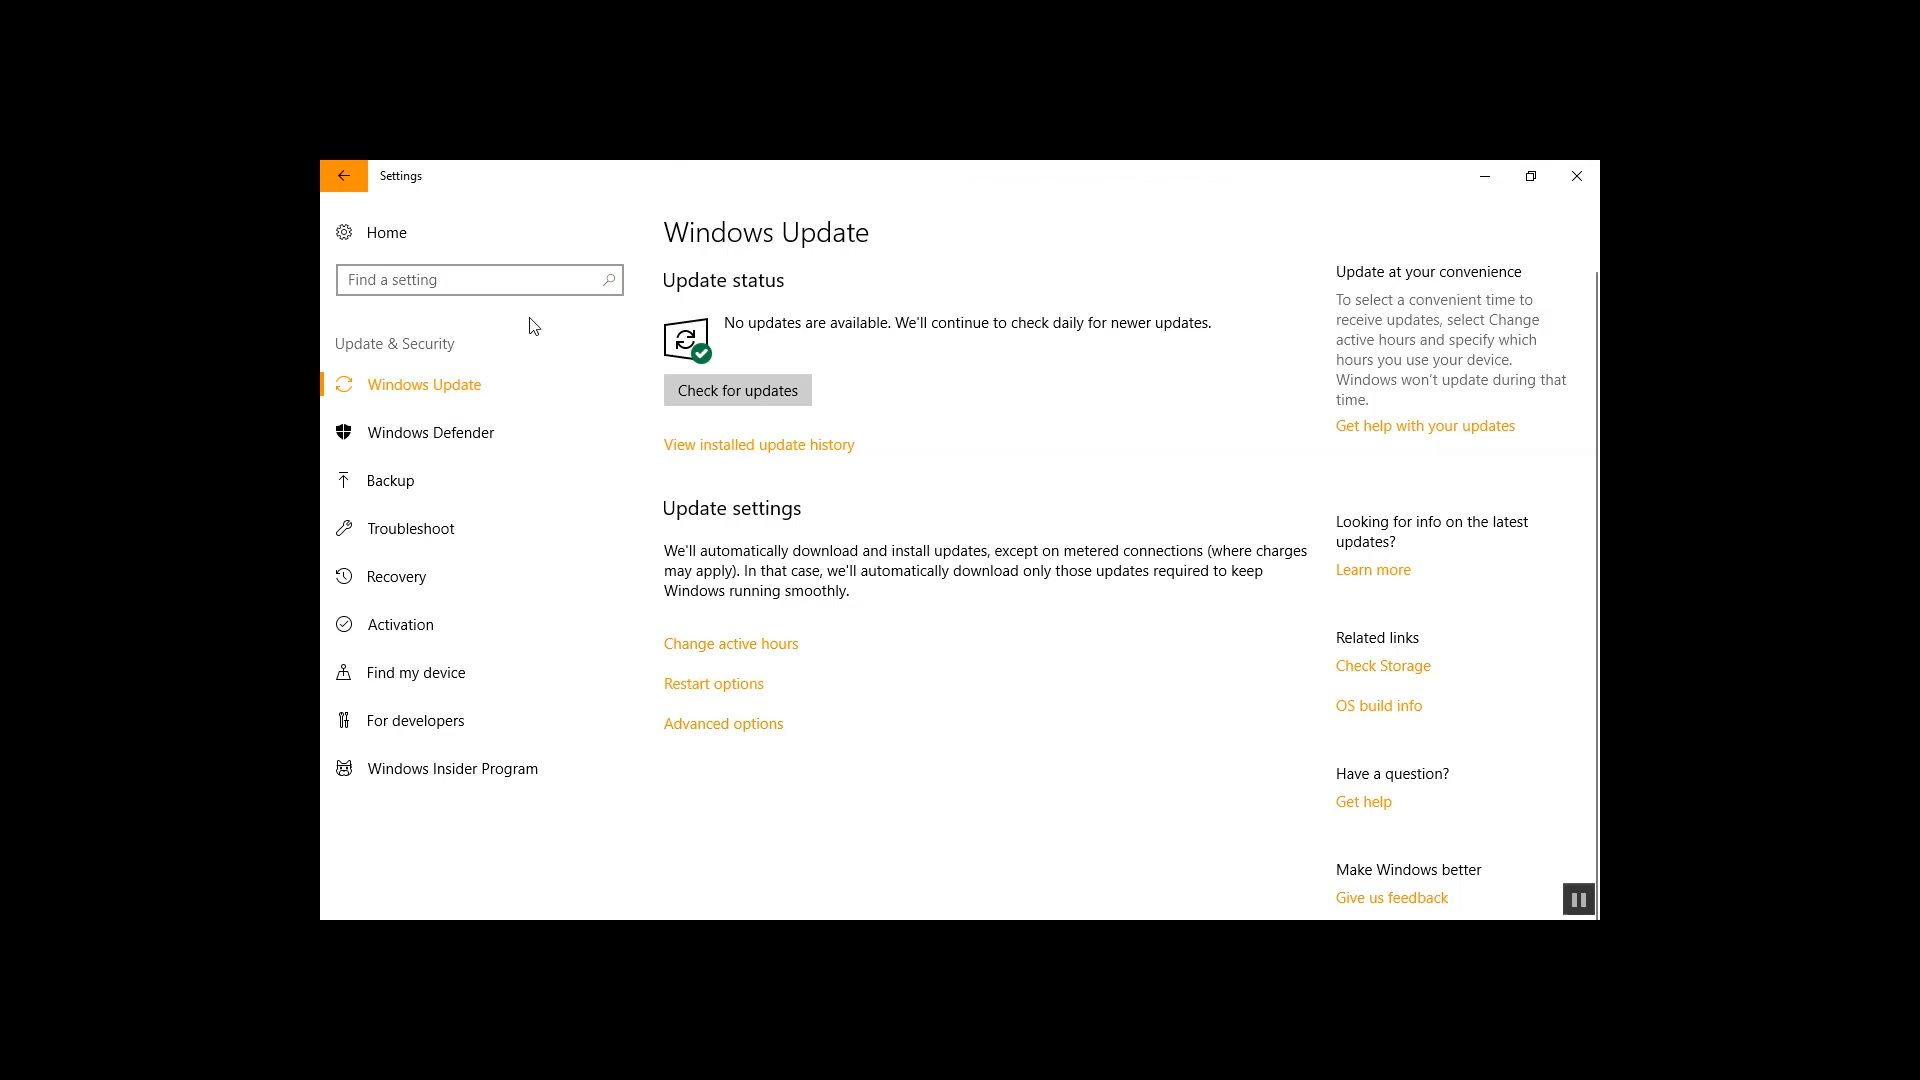 Settings
Home
Find a setting
Update & Security
Windows Update
Windows Defender
Backup
Troubleshoot
Recovery
Activation
Find my device
For developers
Windows Insider Program
Windows Update
Update status
No updates are available. We'll continue to check daily for newer updates.
Check for updates
View installed update history
Update settings
We'll automatically download and install updates, except on metered connections (where charges
may apply). In that case, we'll automatically download only those updates required to keep
Windows running smoothly.
Change active hours
Restart options
Advanced options
Update at your convenience
To select a convenient time to
receive updates, select Change
active hours and specify which
hours you use your device.
Windows won't update during that
time.
Get help with your updates
Looking for info on the latest
updates?
Learn more
Related links
Check Storage
OS build info
Have a question?
Get help
Make Windows better
Give us feedback